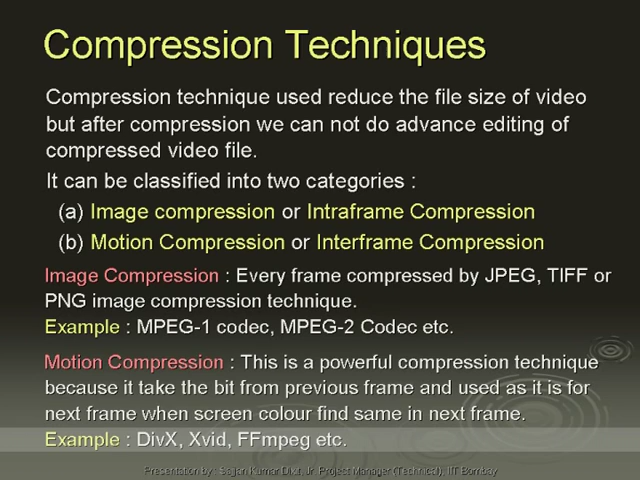 Compression Techniques
Compression technique used reduce the file size of video
but after compression we can not do advance editing of
compressed video file.
It can be classified into two categories :
(a) Image compression or Intraframe Compression
(b) Motion Compression or Interframe Compression
Image Compression : Every frame compressed by JPEG, TIFF or
PNG image compression technique.
Example : MPEG-1 codec, MPEG-2 Codec etc.
Motion Compression : This is a powerful compression technique
because it take the bit from previous frame and used as it is for
next frame when screen colour find same in next frame.
Example : DivX, Xvid, FFmpeg etc.
Presentation by : Sajjan Kumar Dixit, Jr. Project Manager (Technical), IIT Bombay